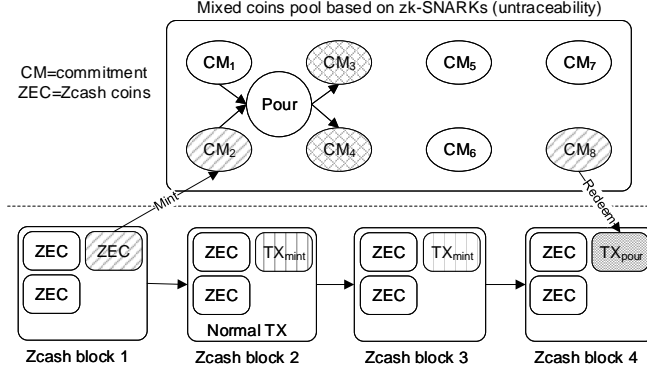 Mixed coins pool based on zk-SNARKs (untraceability)
CM=commitment
ZEC=Zcash coins
CM₁ CM₃ CM₅ CM₇
Pour
CM₂ CM₄ CM₆ CM₈
Mint
Redeem
ZEC ZEC
ZEC
ZEC TXmint
ZEC
Normal TX
ZEC TXmint
ZEC
ZEC TXpour
ZEC
Zcash block 1 Zcash block 2 Zcash block 3 Zcash block 4